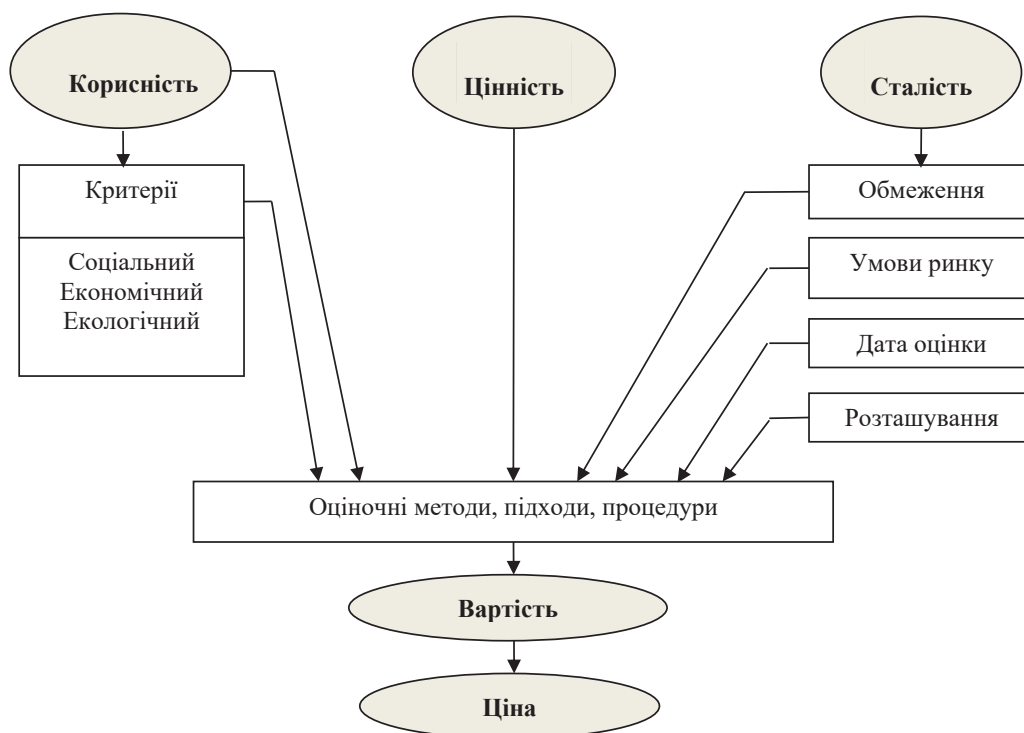 Корисність
Цінність
Сталість
Критерії
Соціальний
Економічний
Екологічний
Обмеження
Умови ринку
Дата оцінки
Розташування
Оціночні методи, підходи, процедури
Вартість
Ціна